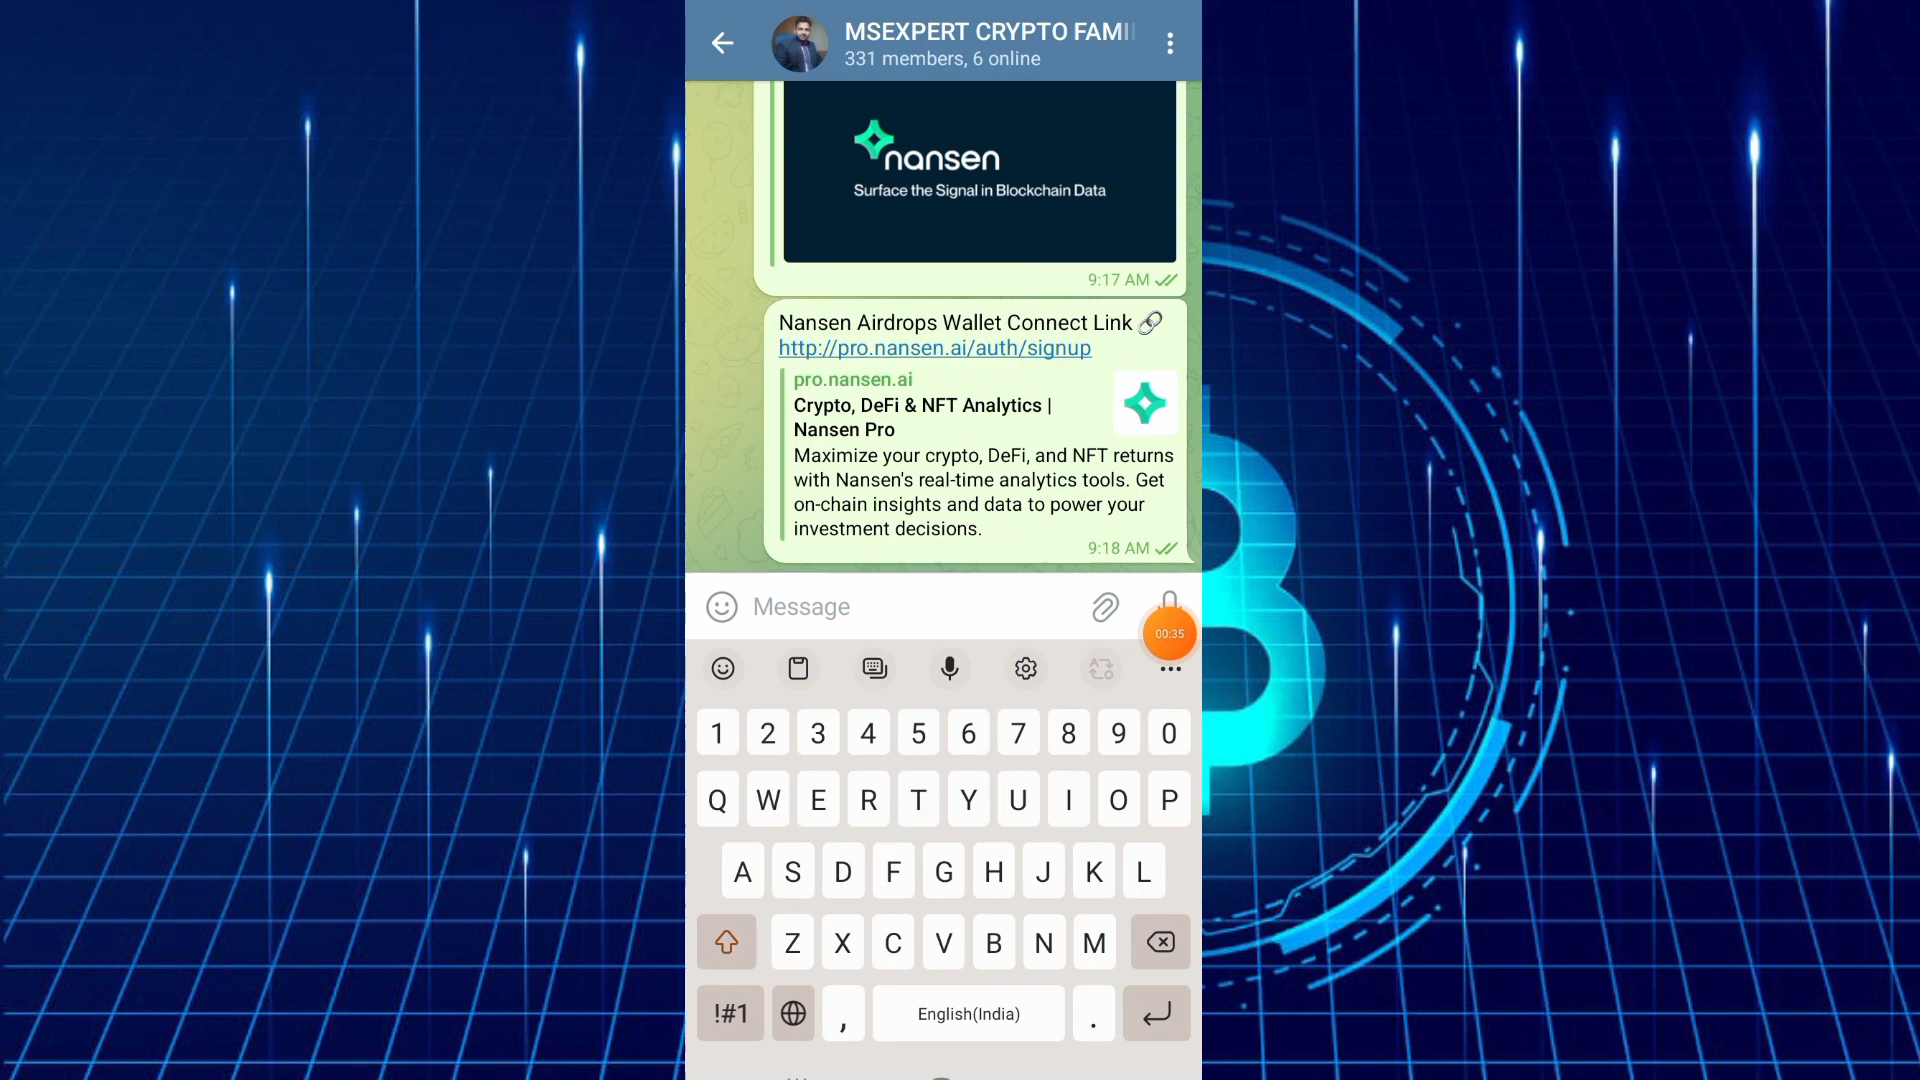 MSEXPERT CRYPTO FAMI
331 members, 6 online
nansen
Surface the Signal in Blockchain Data
9:17 AM
Nansen Airdrops Wallet Connect Link 🔗
http://pro.nansen.ai/auth/signup
pro.nansen.ai
Crypto, DeFi & NFT Analytics |
Nansen Pro
Maximize your crypto, DeFi, and NFT returns
with Nansen's real-time analytics tools. Get
on-chain insights and data to power your
investment decisions.
9:18 AM
Message
00:35
1 2 3 4 5 6 7 8 9 0
Q W E R T Y U I O P
A S D F G H J K L
Z X C V B N M
!#1 , English(India) .